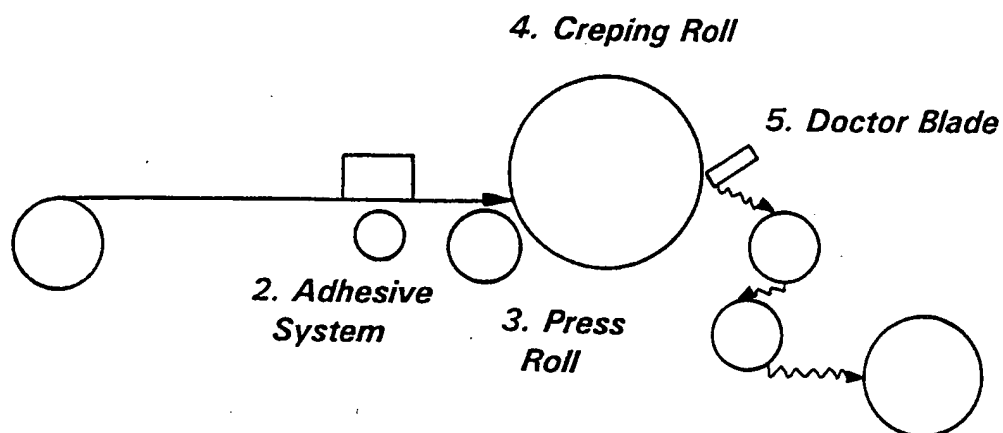 4. Creping Roll
5. Doctor Blade
2. Adhesive
System
3. Press
Roll